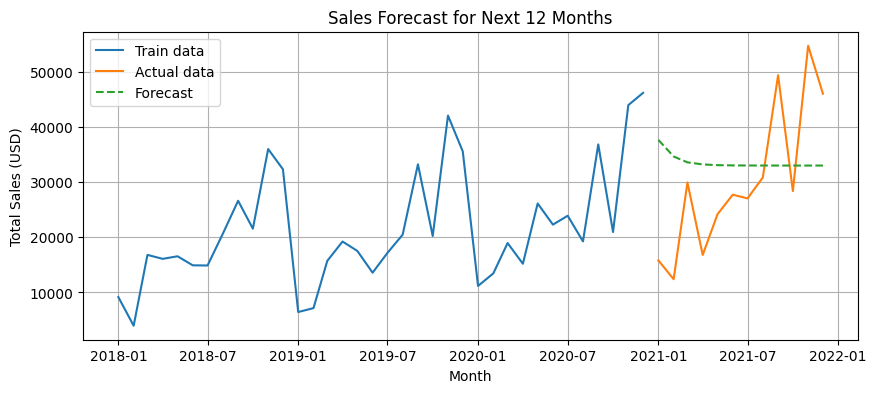 Sales Forecast for Next 12 Months
Train data
Actual data
Forecast
Total Sales (USD)
50000
40000
30000
20000
10000
2018-01 2018-07 2019-01 2019-07 2020-01 2020-07 2021-01 2021-07 2022-01
Month